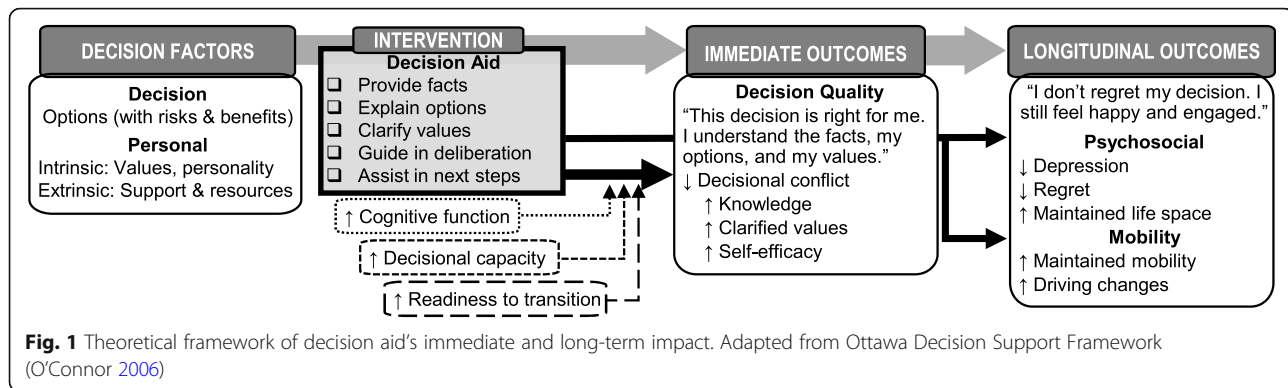 DECISION FACTORS
Decision
Options (with risks & benefits)
Personal
Intrinsic: Values, personality
Extrinsic: Support & resources
INTERVENTION
Decision Aid
❑ Provide facts
❑ Explain options
❑ Clarify values
❑ Guide in deliberation
❑ Assist in next steps
↑ Cognitive function
↑ Decisional capacity
↑ Readiness to transition
IMMEDIATE OUTCOMES
Decision Quality
“This decision is right for me.
I understand the facts, my
options, and my values.”
↓ Decisional conflict
↑ Knowledge
↑ Clarified values
↑ Self-efficacy
LONGITUDINAL OUTCOMES
“I don’t regret my decision. I
still feel happy and engaged.”
Psychosocial
↓ Depression
↓ Regret
↑ Maintained life space
Mobility
↑ Maintained mobility
↑ Driving changes
Fig. 1 Theoretical framework of decision aid’s immediate and long-term impact. Adapted from Ottawa Decision Support Framework
(O’Connor 2006)